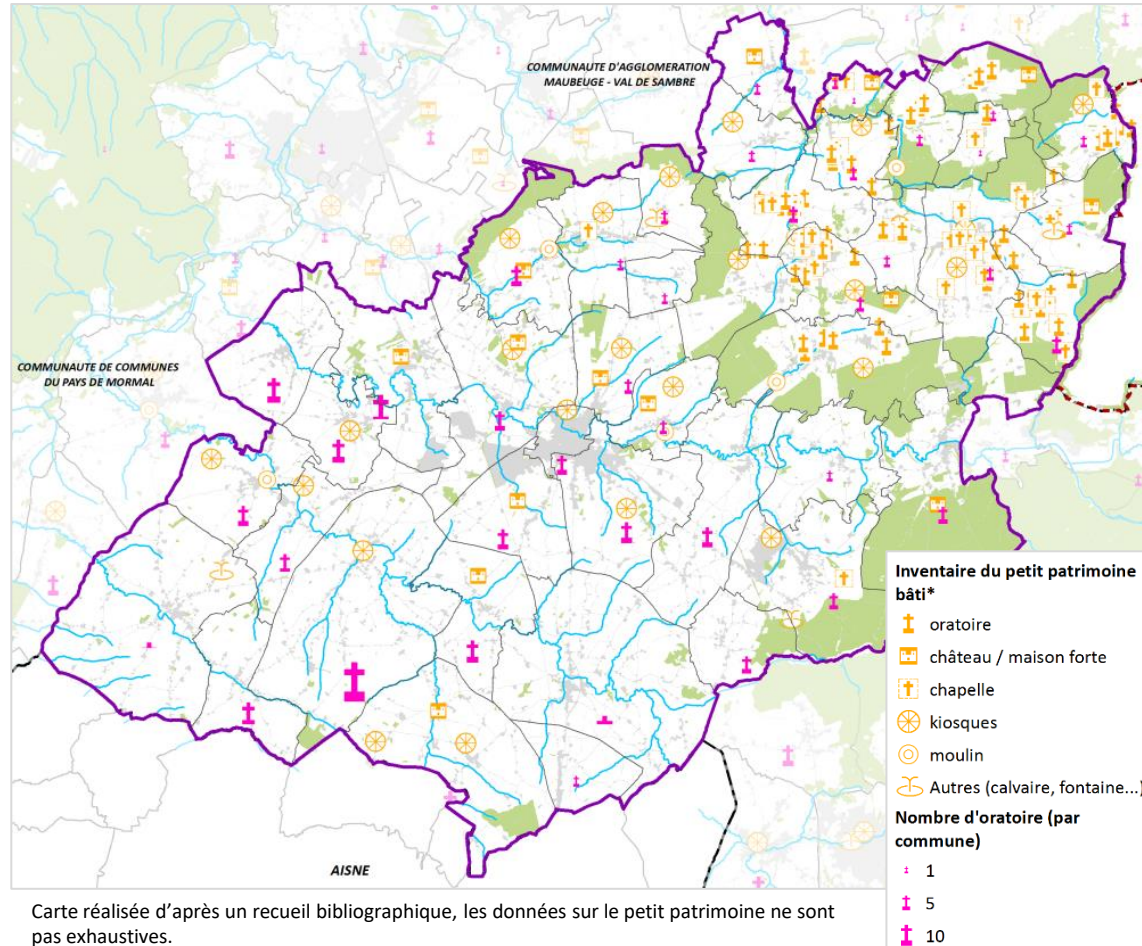 COMMUNAUTE D'AGGLOMERATION
MAUBEUGE - VAL DE SAMBRE
COMMUNAUTE DE COMMUNES
DU PAYS DE MORMAL
AISNE
Inventaire du petit patrimoine
bâti*
oratoire
château / maison forte
chapelle
kiosques
moulin
Autres (calvaire, fontaine...)
Nombre d'oratoire (par
commune)
1
5
10
Carte réalisée d'après un recueil bibliographique, les données sur le petit patrimoine ne sont
pas exhaustives.